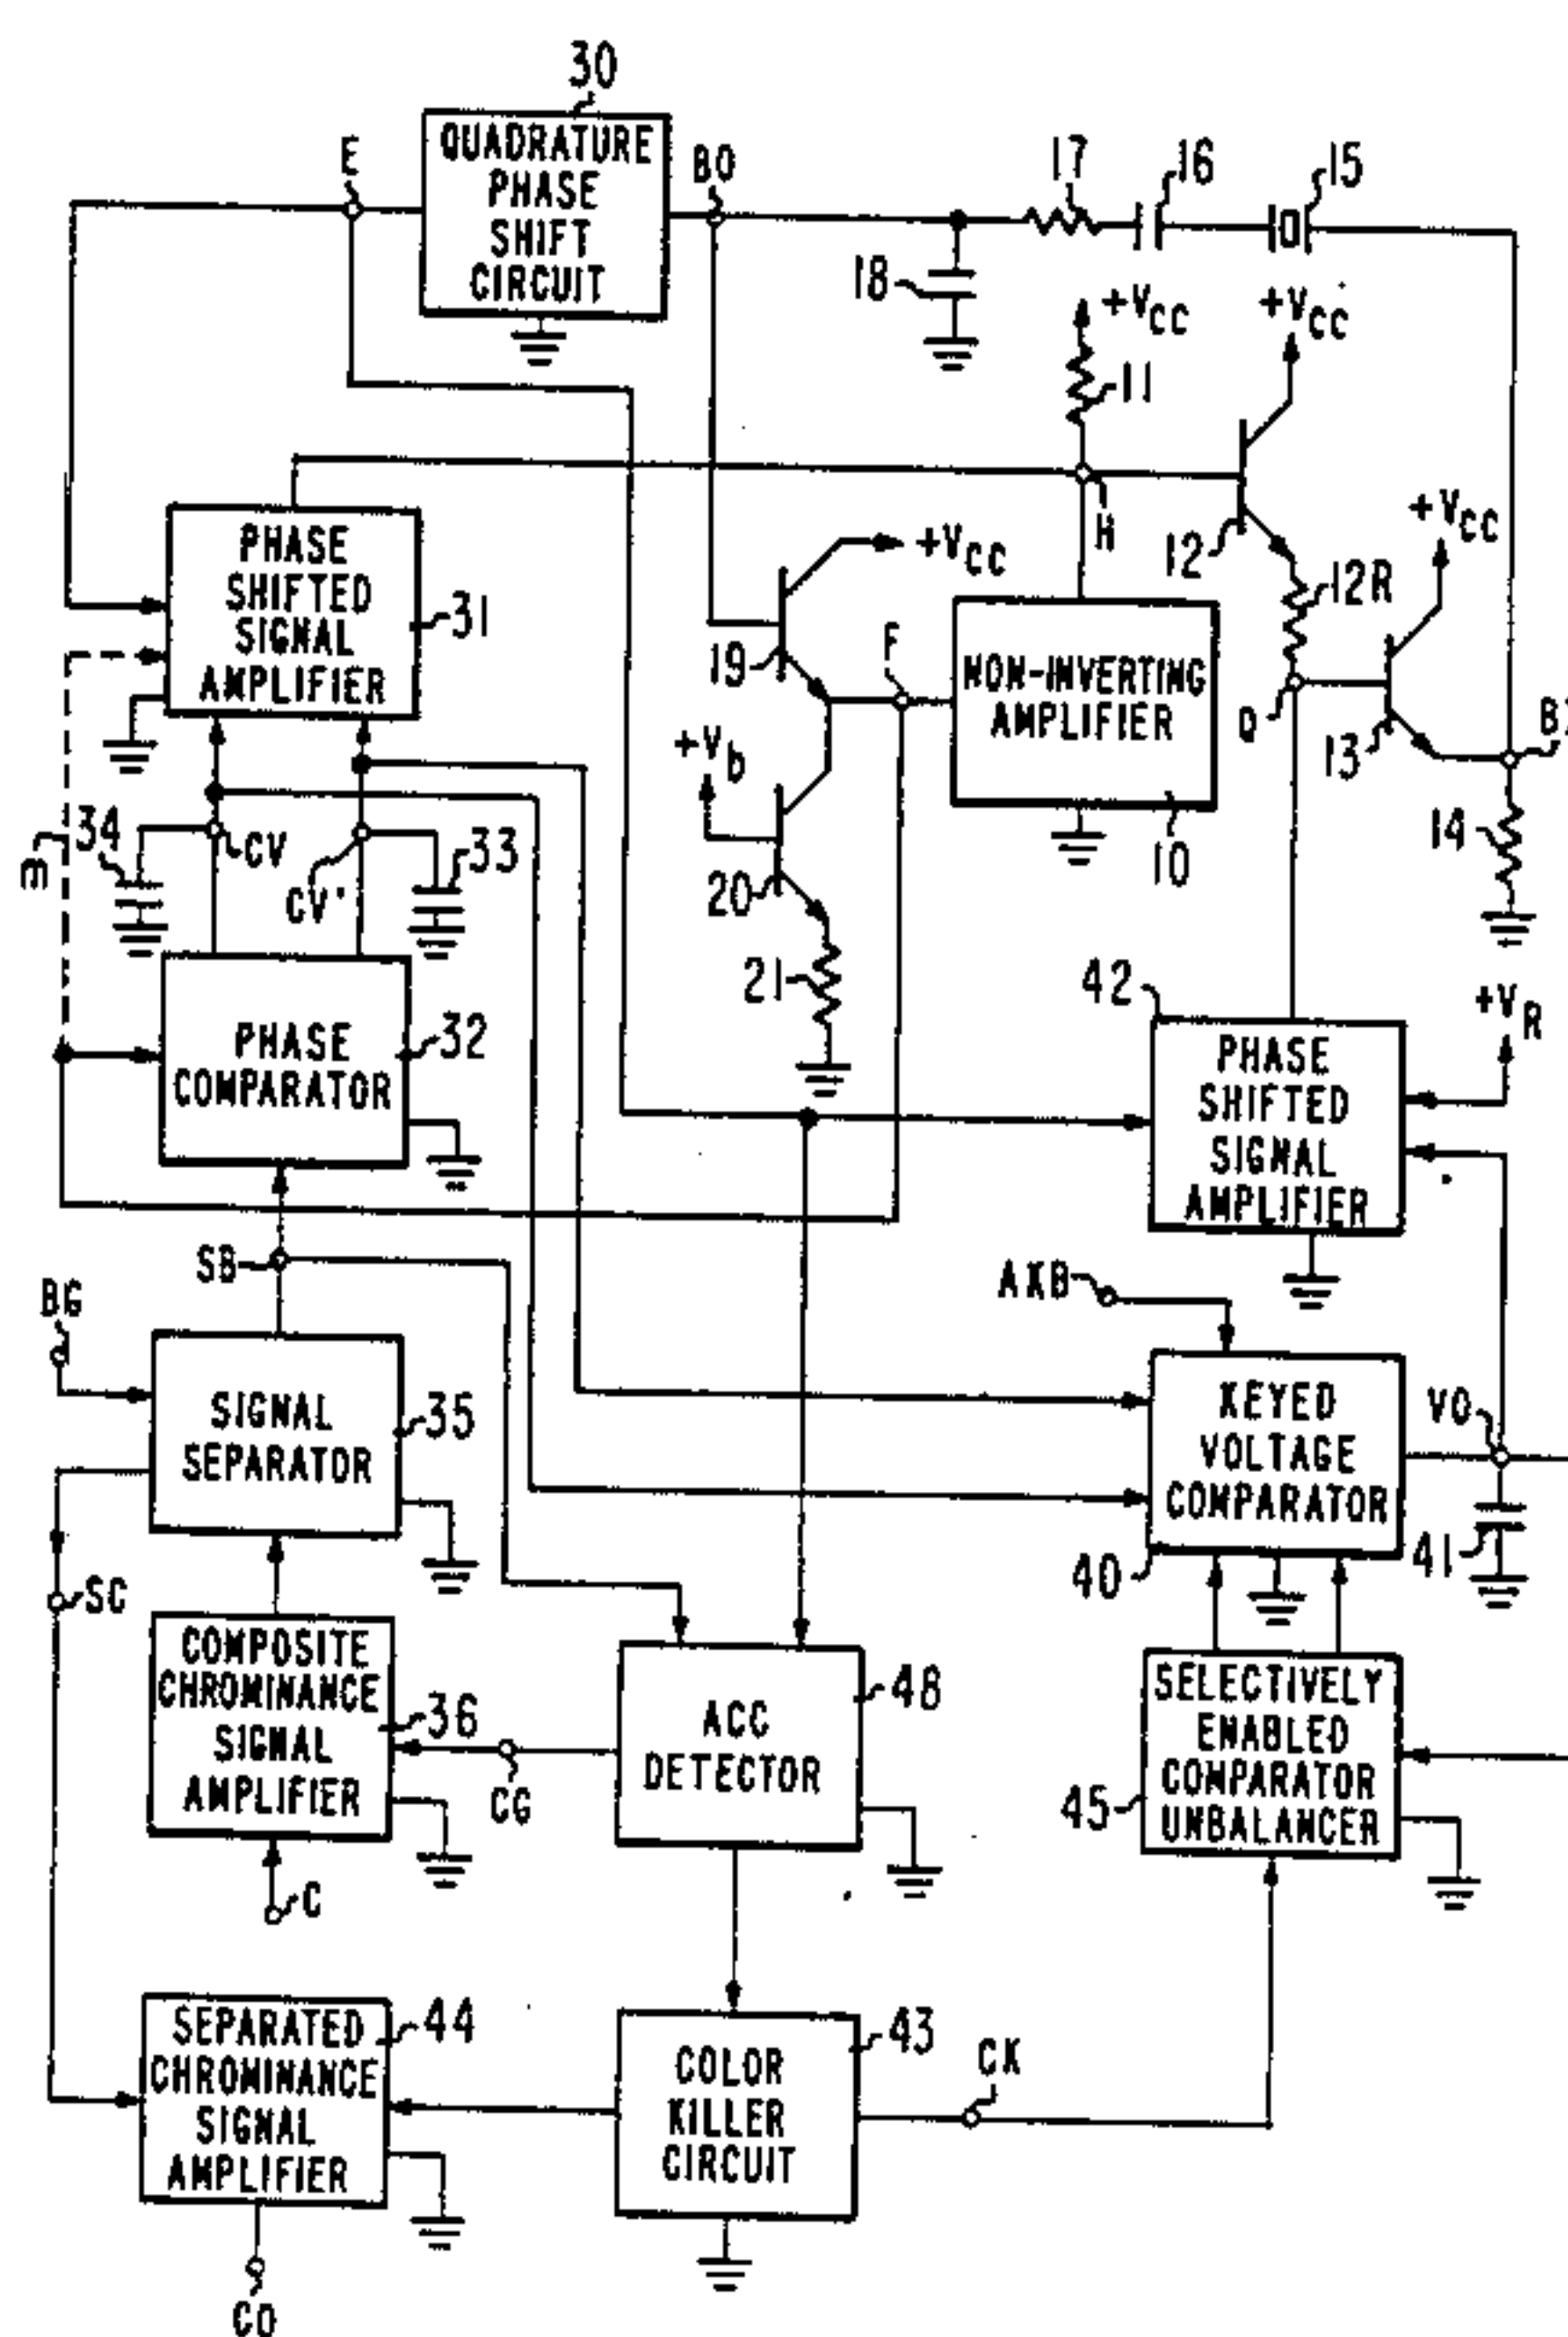 30
E
QUADRATURE
PHASE
SHIFT
CIRCUIT
BO
17
16
15
18
+VCC
11
+VCC
H
12
12R
+VCC
PHASE
SHIFTED
SIGNAL
AMPLIFIER
31
19
+VCC
F
NON-INVERTING
AMPLIFIER
10
13
14
+Vb
20
21
34
CV
CV'
33
PHASE
COMPARATOR
32
42
+VR
PHASE
SHIFTED
SIGNAL
AMPLIFIER
SB
BG
AXB
SIGNAL
SEPARATOR
35
KEYED
VOLTAGE
COMPARATOR
VO
40
41
SC
COMPOSITE
CHROMINANCE
SIGNAL
AMPLIFIER
36
CG
C
ACC
DETECTOR
48
SELECTIVELY
ENABLED
COMPARATOR
UNBALANCER
45
SEPARATED
CHROMINANCE
SIGNAL
AMPLIFIER
44
COLOR
KILLER
CIRCUIT
43
CK
CO